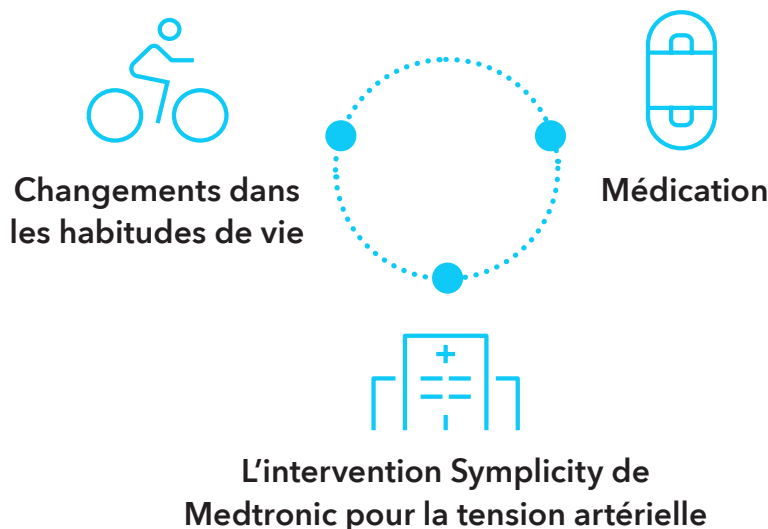 Changements dans
les habitudes de vie
Médication
L’intervention Symplicity de
Medtronic pour la tension artérielle